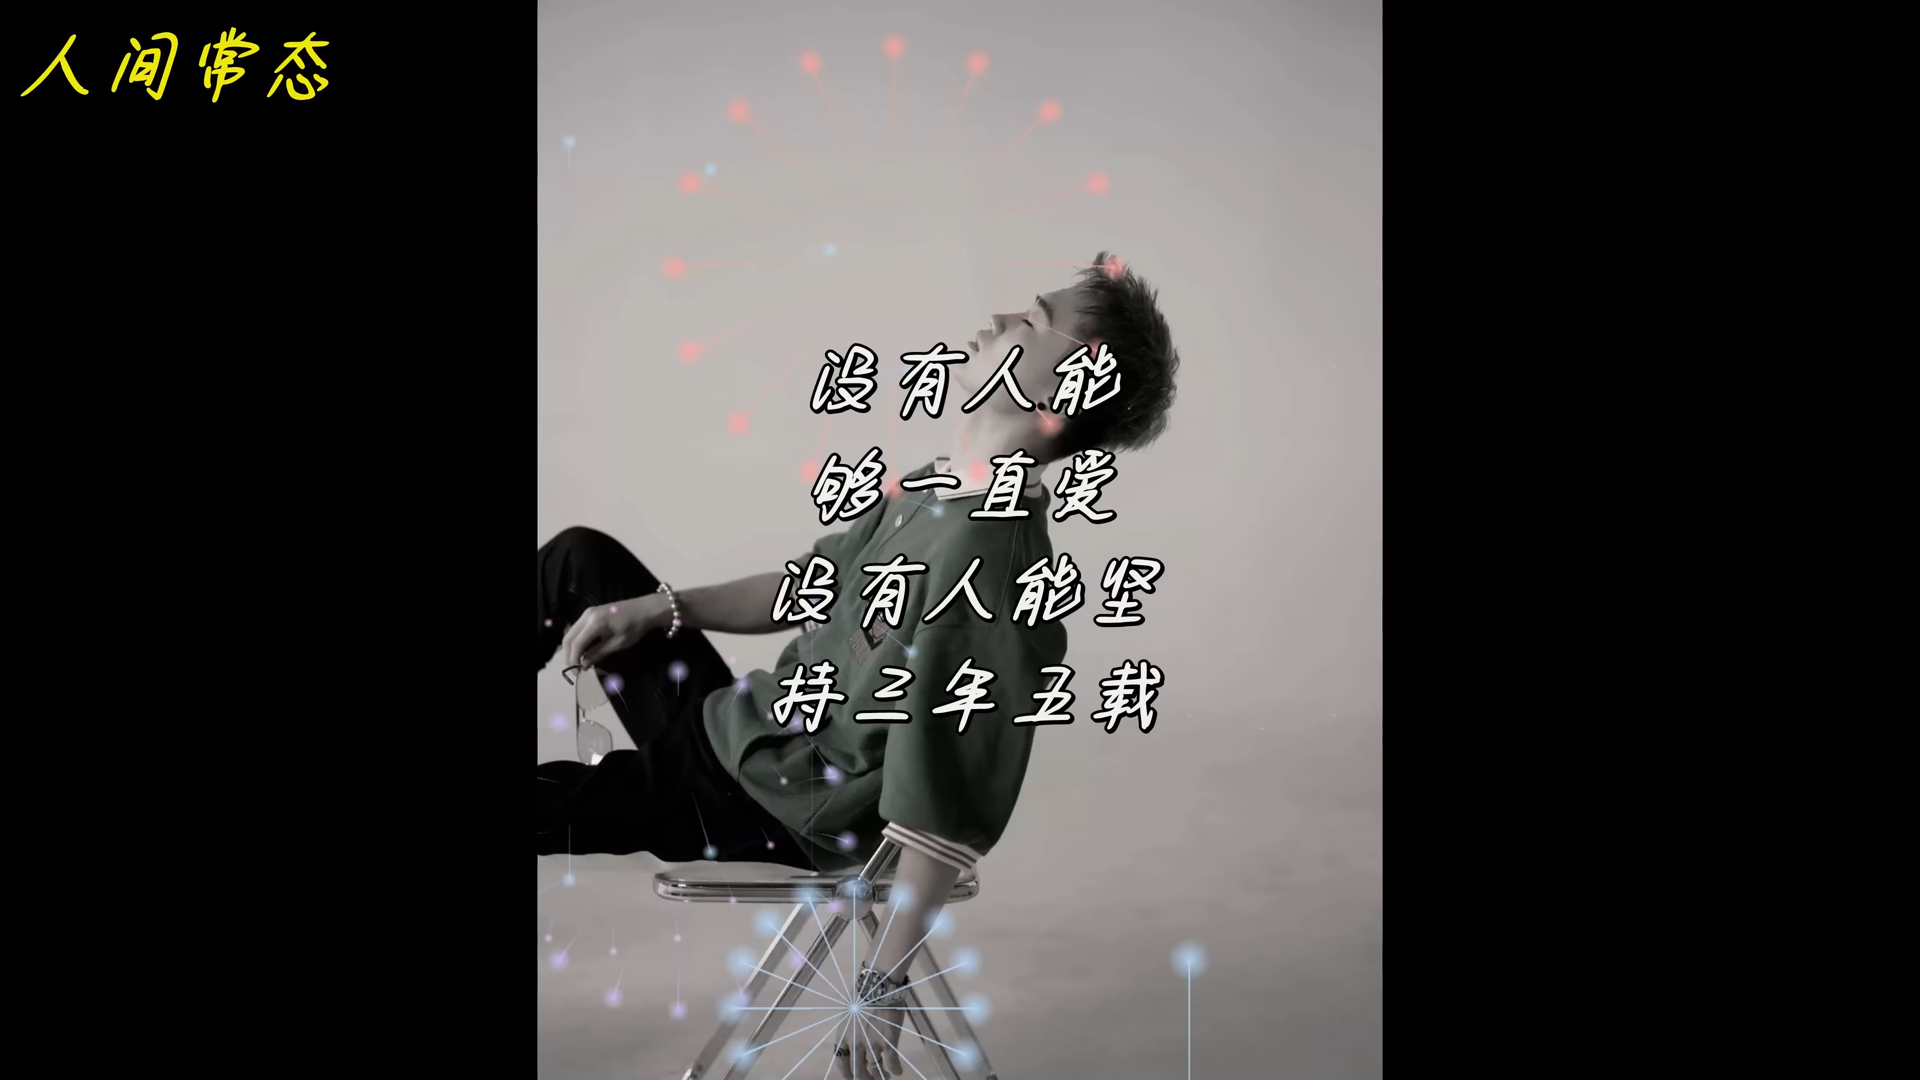 人间常态
没有人能
够一直爱
没有人能坚
持三年五载